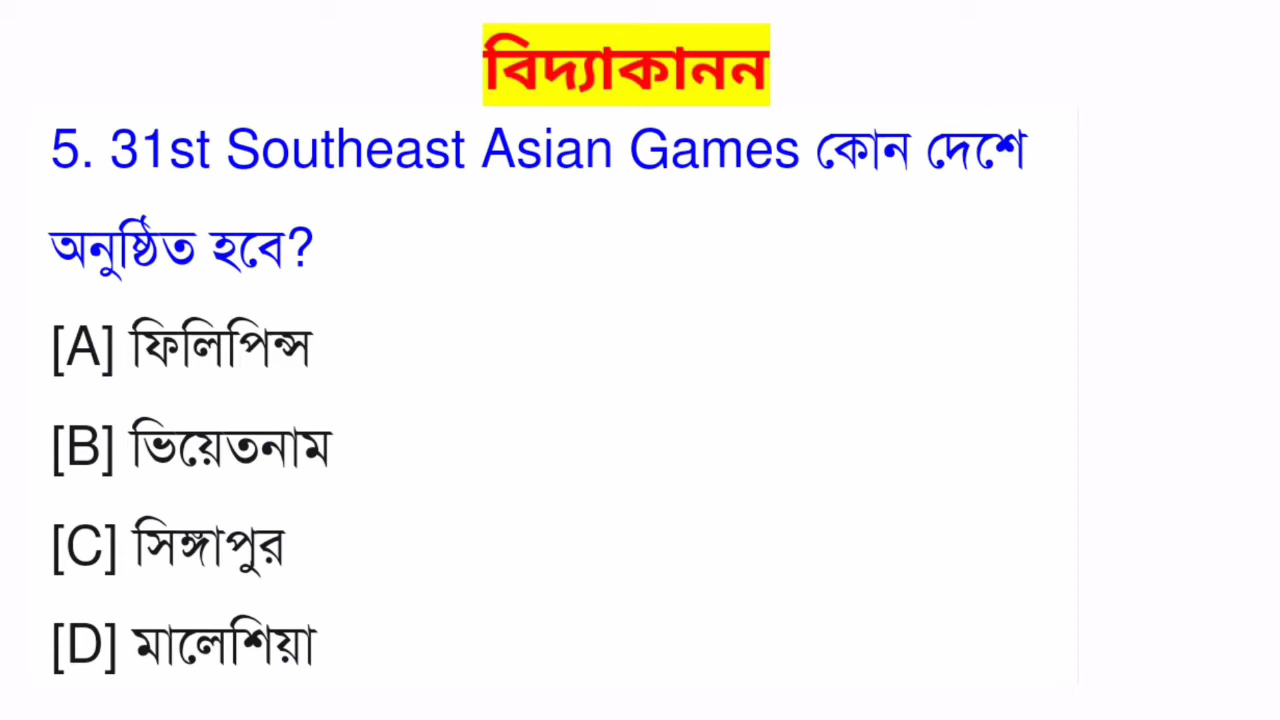 বিদ্যাকানন
5. 31st Southeast Asian Games কোন দেশে
অনুষ্ঠিত হবে?
[A] ফিলিপিন্স
[B] ভিয়েতনাম
[C] সিঙ্গাপুর
[D] মালেশিয়া